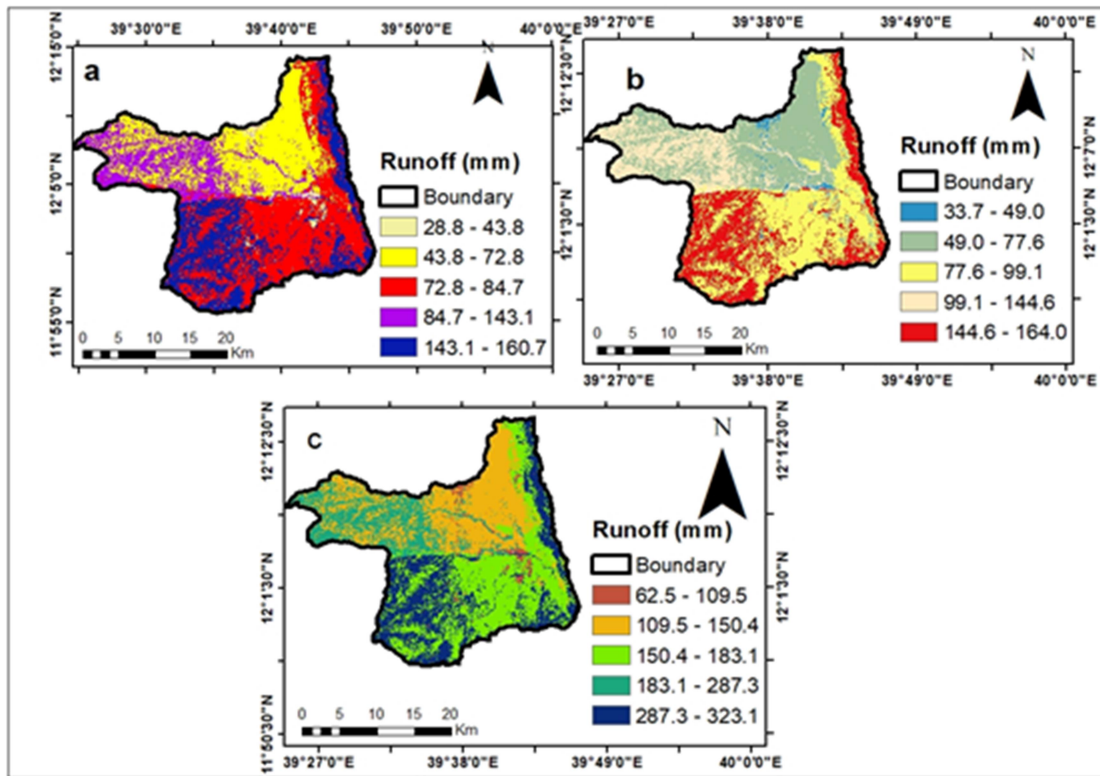 39°30'0"E 39°40'0"E 39°50'0"E 40°0'0"E
39°27'0"E 39°38'0"E 39°49'0"E 40°0'0"E
12°15'0"N
12°5'0"N
11°55'0"N
a
N
Runoff (mm)
Boundary
28.8 - 43.8
43.8 - 72.8
72.8 - 84.7
84.7 - 143.1
143.1 - 160.7
0 5 10 15 20
Km
12°12'30"N
12°1'30"N
b
N
12°7'0"N
Runoff (mm)
Boundary
33.7 - 49.0
49.0 - 77.6
77.6 - 99.1
99.1 - 144.6
144.6 - 164.0
0 5 10 15 20
Km
39°27'0"E 39°38'0"E 39°49'0"E 40°0'0"E
12°12'30"N
12°1'30"N
11°50'30"N
c
N
12°12'30"N
12°1'30"N
Runoff (mm)
Boundary
62.5 - 109.5
109.5 - 150.4
150.4 - 183.1
183.1 - 287.3
287.3 - 323.1
0 5 10 15 20
Km
39°27'0"E 39°38'0"E 39°49'0"E 40°0'0"E